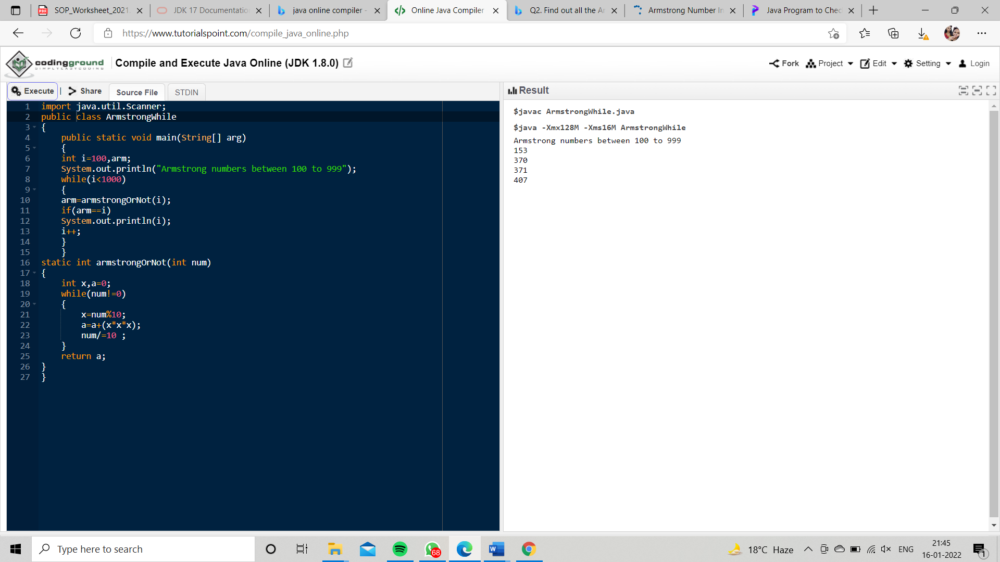 SOP_Worksheet_2021
JDK 17 Documentatio
java online compiler -
Online Java Compiler
Q2. Find out all the Ar
Armstrong Number In
Java Program to Chec
https://www.tutorialspoint.com/compile_java_online.php
codingground
SIMPLYEASYCODING
Compile and Execute Java Online (JDK 1.8.0)
Fork
Project
Edit
Setting
Login
Execute
|
Share
Source File
STDIN
Result
1 import java.util.Scanner;
2 public class ArmstrongWhile
3 {
4 public static void main(String[] arg)
5 {
6 int i=100,arm;
7 System.out.println("Armstrong numbers between 100 to 999");
8 while(i<1000)
9 {
10 arm=armstrongOrNot(i);
11 if(arm==i)
12 System.out.println(i);
13 i++;
14 }
15 }
16 static int armstrongOrNot(int num)
17 {
18 int x,a=0;
19 while(num!=0)
20 {
21 x=num%10;
22 a=a+(x*x*x);
23 num/=10 ;
24 }
25 return a;
26 }
27 }
$javac ArmstrongWhile.java
$java -Xmx128M -Xms16M ArmstrongWhile
Armstrong numbers between 100 to 999
153
370
371
407
Type here to search
68
18°C Haze
ENG
21:45
16-01-2022
1